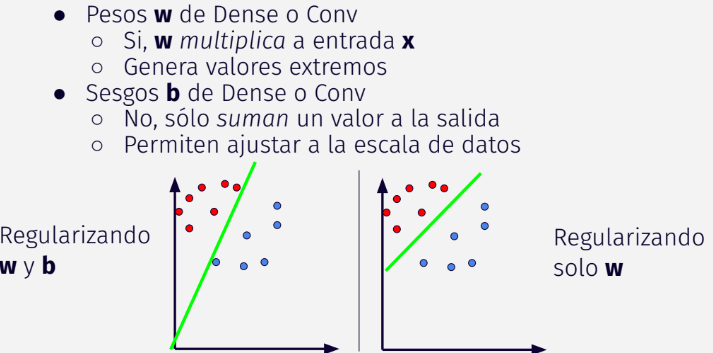 ● Pesos w de Dense o Conv
○ Si, w multiplica a entrada x
○ Genera valores extremos
● Sesgos b de Dense o Conv
○ No, sólo suman un valor a la salida
○ Permiten ajustar a la escala de datos
Regularizando
w y b
Regularizando
solo w